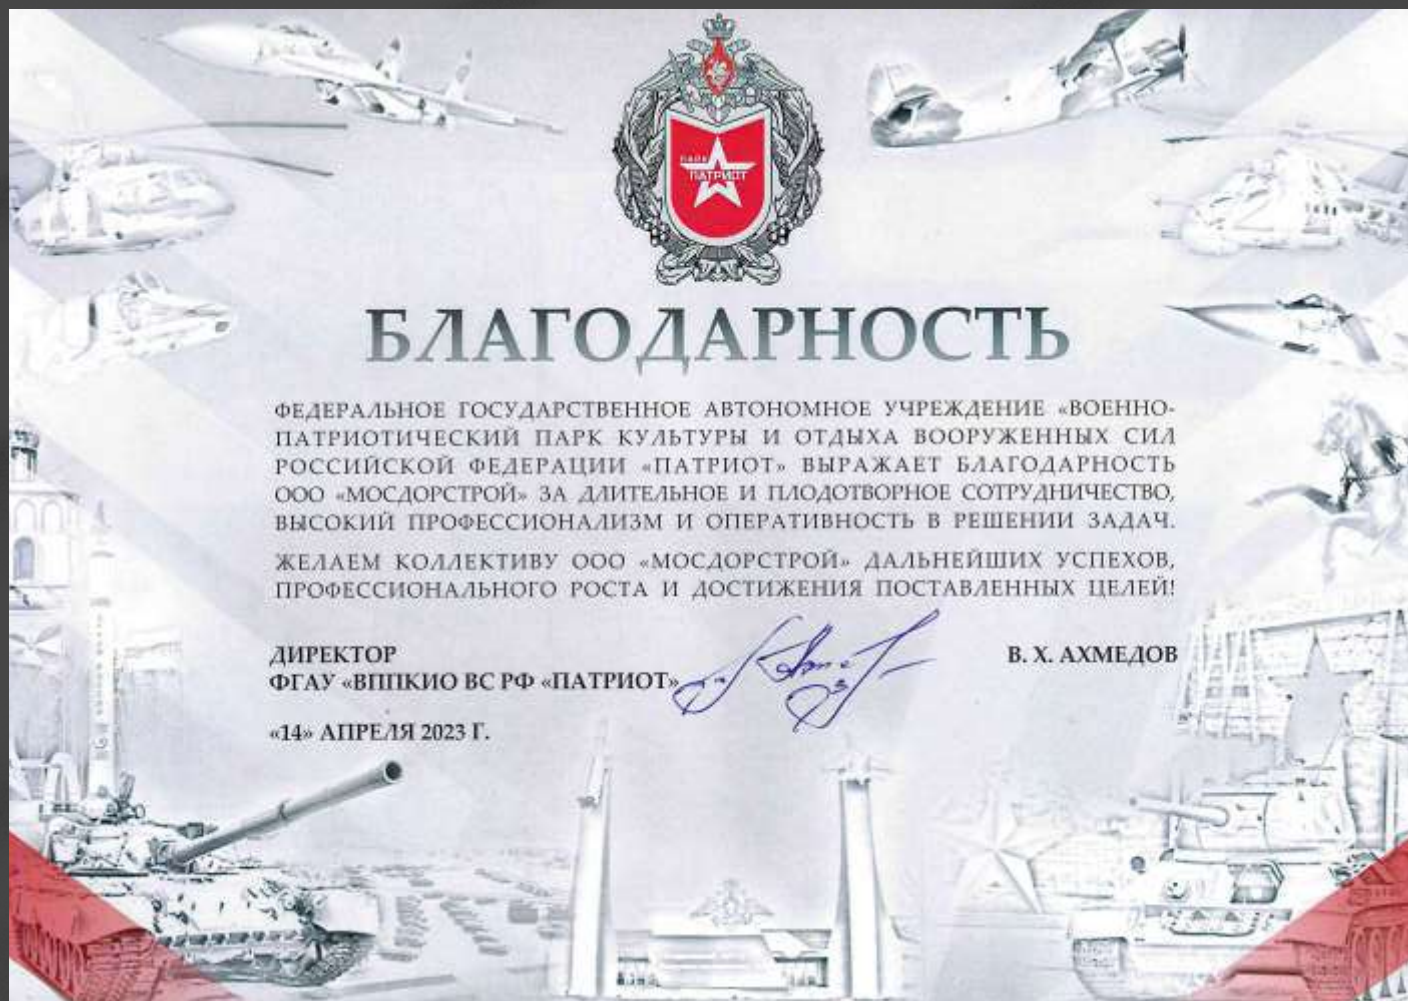 ПАРК
ПАТРИОТ
БЛАГОДАРНОСТЬ
ФЕДЕРАЛЬНОЕ ГОСУДАРСТВЕННОЕ АВТОНОМНОЕ УЧРЕЖДЕНИЕ «ВОЕННО-
ПАТРИОТИЧЕСКИЙ ПАРК КУЛЬТУРЫ И ОТДЫХА ВООРУЖЕННЫХ СИЛ
РОССИЙСКОЙ ФЕДЕРАЦИИ «ПАТРИОТ» ВЫРАЖАЕТ БЛАГОДАРНОСТЬ
ООО «МОСДОРСТРОЙ» ЗА ДЛИТЕЛЬНОЕ И ПЛОДОТВОРНОЕ СОТРУДНИЧЕСТВО,
ВЫСОКИЙ ПРОФЕССИОНАЛИЗМ И ОПЕРАТИВНОСТЬ В РЕШЕНИИ ЗАДАЧ.
ЖЕЛАЕМ КОЛЛЕКТИВУ ООО «МОСДОРСТРОЙ» ДАЛЬНЕЙШИХ УСПЕХОВ,
ПРОФЕССИОНАЛЬНОГО РОСТА И ДОСТИЖЕНИЯ ПОСТАВЛЕННЫХ ЦЕЛЕЙ!
ДИРЕКТОР
ФГАУ «ВППКИО ВС РФ «ПАТРИОТ» В. Х. АХМЕДОВ
«14» АПРЕЛЯ 2023 Г.